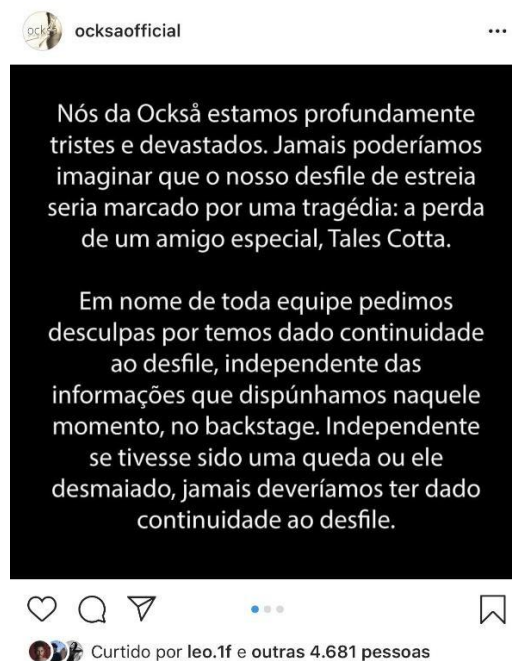 ocksa
ocksaofficial
Nós da Också estamos profundamente
tristes e devastados. Jamais poderíamos
imaginar que o nosso desfile de estreia
seria marcado por uma tragédia: a perda
de um amigo especial, Tales Cotta.
Em nome de toda equipe pedimos
desculpas por temos dado continuidade
ao desfile, independente das
informações que dispúnhamos naquele
momento, no backstage. Independente
se tivesse sido uma queda ou ele
desmaiado, jamais deveríamos ter dado
continuidade ao desfile.
Curtido por leo.1f e outras 4.681 pessoas